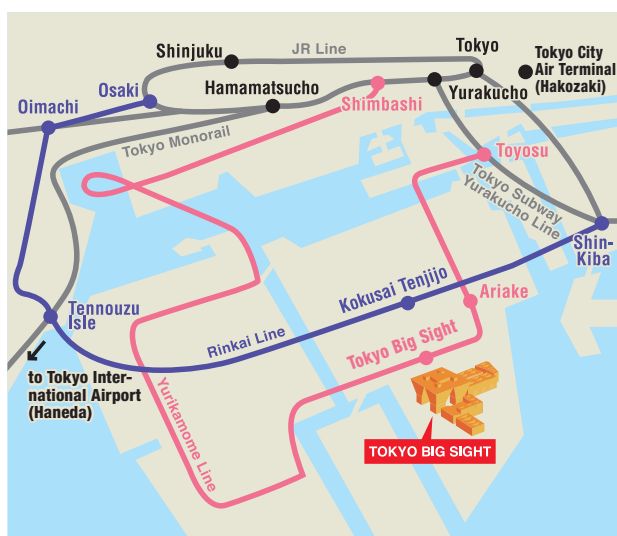 Shinjuku
JR Line
Tokyo
Tokyo City
Air Terminal
(Hakozaki)
Osaki
Hamamatsucho
Oimachi
Shimbashi
Yurakucho
Tokyo Monorail
Toyosu
Tokyo Subway
Yurakucho Line
Shin-
Kiba
Kokusai Tenjijo
Ariake
Tennouzu
Isle
Rinkai Line
Tokyo Big Sight
to Tokyo Inter-
national Airport
(Haneda)
Yurikamome Line
TOKYO BIG SIGHT